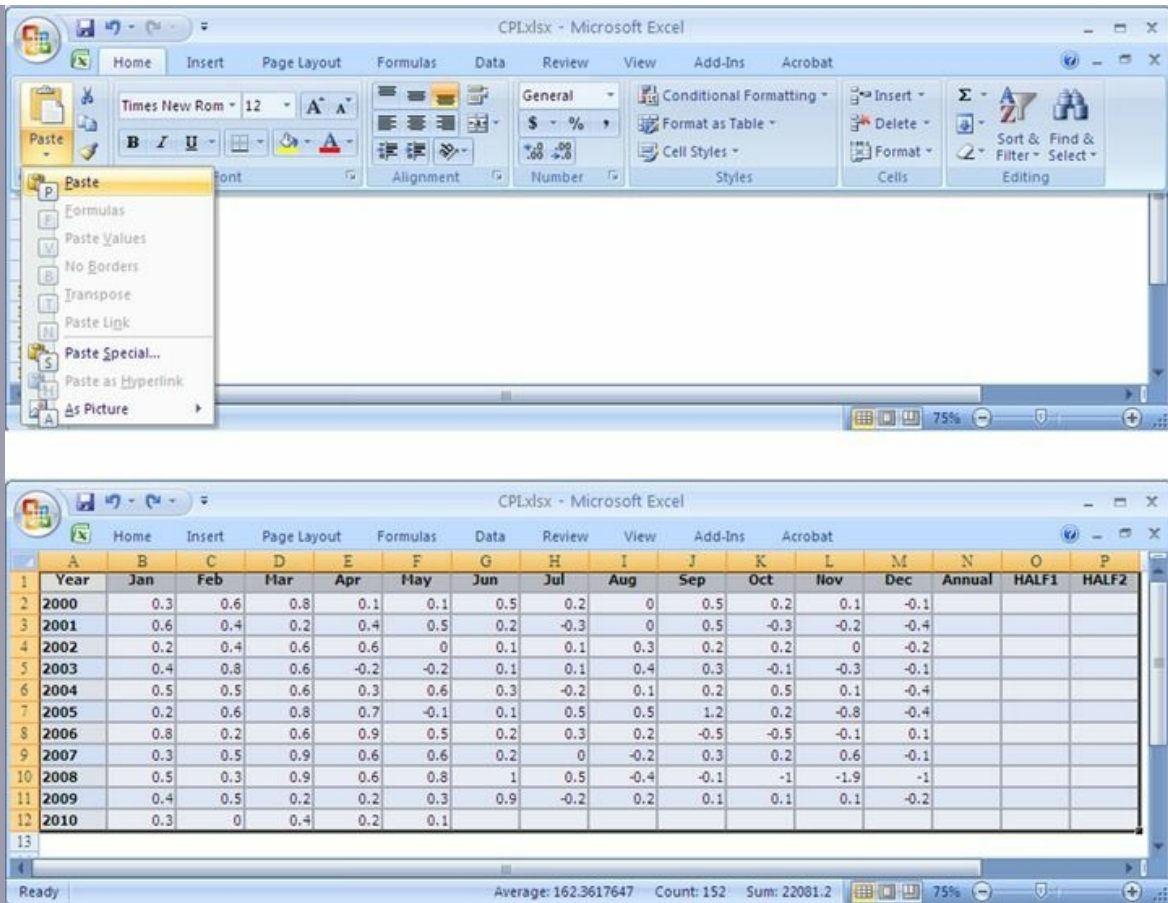 CPI.xlsx - Microsoft Excel
Home Insert Page Layout Formulas Data Review View Add-Ins Acrobat
Paste
Times New Rom 12 A A
B I U A
Font
Alignment
General
$ % ,
.0 .00 .00 .0
Number
Conditional Formatting
Format as Table
Cell Styles
Styles
Insert
Delete
Format
Cells
Σ
Sort & Filter
Find & Select
Editing
P Paste
F Formulas
V Paste Values
B No Borders
T Transpose
N Paste Link
S Paste Special...
H Paste as Hyperlink
A As Picture
75%
CPI.xlsx - Microsoft Excel
Home Insert Page Layout Formulas Data Review View Add-Ins Acrobat
A B C D E F G H I J K L M N O P
1 Year Jan Feb Mar Apr May Jun Jul Aug Sep Oct Nov Dec Annual HALF1 HALF2
2 2000 0.3 0.6 0.8 0.1 0.1 0.5 0.2 0 0.5 0.2 0.1 -0.1
3 2001 0.6 0.4 0.2 0.4 0.5 0.2 -0.3 0 0.5 -0.3 -0.2 -0.4
4 2002 0.2 0.4 0.6 0.6 0 0.1 0.1 0.3 0.2 0.2 0 -0.2
5 2003 0.4 0.8 0.6 -0.2 -0.2 0.1 0.1 0.4 0.3 -0.1 -0.3 -0.1
6 2004 0.5 0.5 0.6 0.3 0.6 0.3 -0.2 0.1 0.2 0.5 0.1 -0.4
7 2005 0.2 0.6 0.8 0.7 -0.1 0.1 0.5 0.5 1.2 0.2 -0.8 -0.4
8 2006 0.8 0.2 0.6 0.9 0.5 0.2 0.3 0.2 -0.5 -0.5 -0.1 0.1
9 2007 0.3 0.5 0.9 0.6 0.6 0.2 0 -0.2 0.3 0.2 0.6 -0.1
10 2008 0.5 0.3 0.9 0.6 0.8 1 0.5 -0.4 -0.1 -1 -1.9 -1
11 2009 0.4 0.5 0.2 0.2 0.3 0.9 -0.2 0.2 0.1 0.1 0.1 -0.2
12 2010 0.3 0 0.4 0.2 0.1
13
Ready Average: 162.3617647 Count: 152 Sum: 22081.2 75%